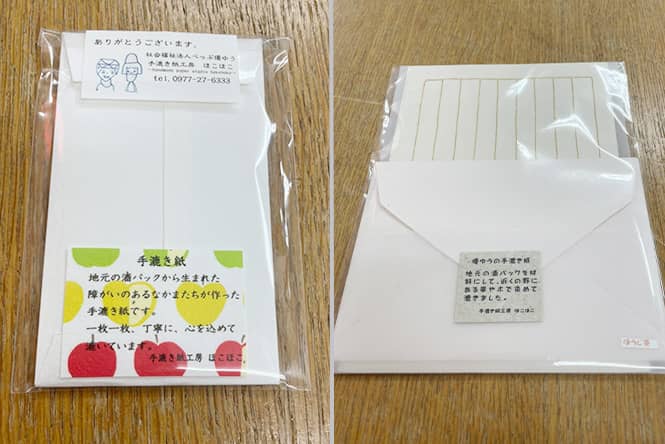 ありがとうございます。
社会福祉法人べっぷ優ゆう
手漉き紙工房 ほこほこ
tel. 0977-27-6333
手漉き紙
地元の酒パックから生まれた
障がいのあるなかまたちが作った
手漉き紙です。
一枚一枚、丁寧に、心を込めて
漉いています。
手漉き紙工房 ほこほこ
優ゆうの手漉き紙
地元の酒パックを材
料にして、近くの野に
ある草や木で染めて
漉きました。
手漉き紙工房 ほこほこ
ほうじ茶